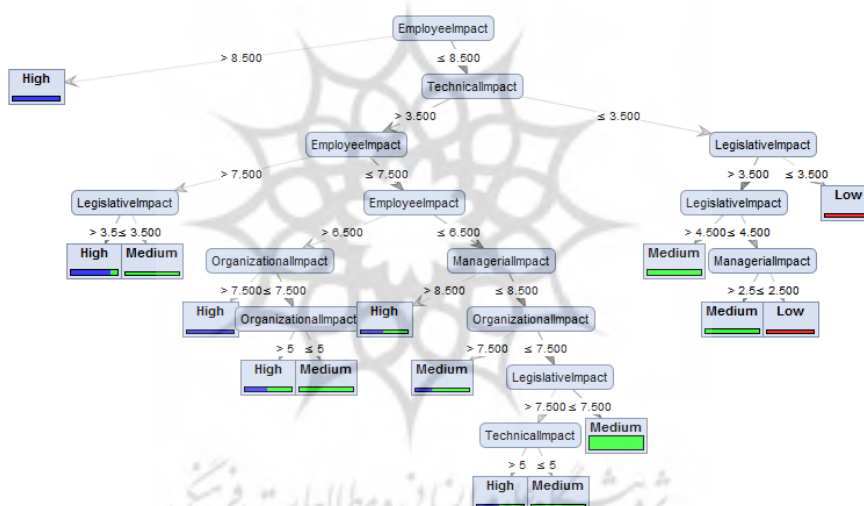 EmployeeImpact
> 8.500 ≤ 8.500
High
TechnicalImpact
> 3.500 ≤ 3.500
EmployeeImpact LegislativeImpact
> 7.500 ≤ 7.500 > 3.500 ≤ 3.500
LegislativeImpact EmployeeImpact LegislativeImpact Low
> 3.5 ≤ 3.500 > 6.500 ≤ 6.500 > 4.500 ≤ 4.500
High Medium OrganizationalImpact ManagerialImpact Medium ManagerialImpact
> 7.500 ≤ 7.500 > 8.500 ≤ 8.500 > 2.5 ≤ 2.500
High OrganizationalImpact High OrganizationalImpact Medium Low
> 5 ≤ 5 > 7.500 ≤ 7.500
High Medium Medium LegislativeImpact
> 7.500 ≤ 7.500
TechnicalImpact Medium
> 5 ≤ 5
High Medium